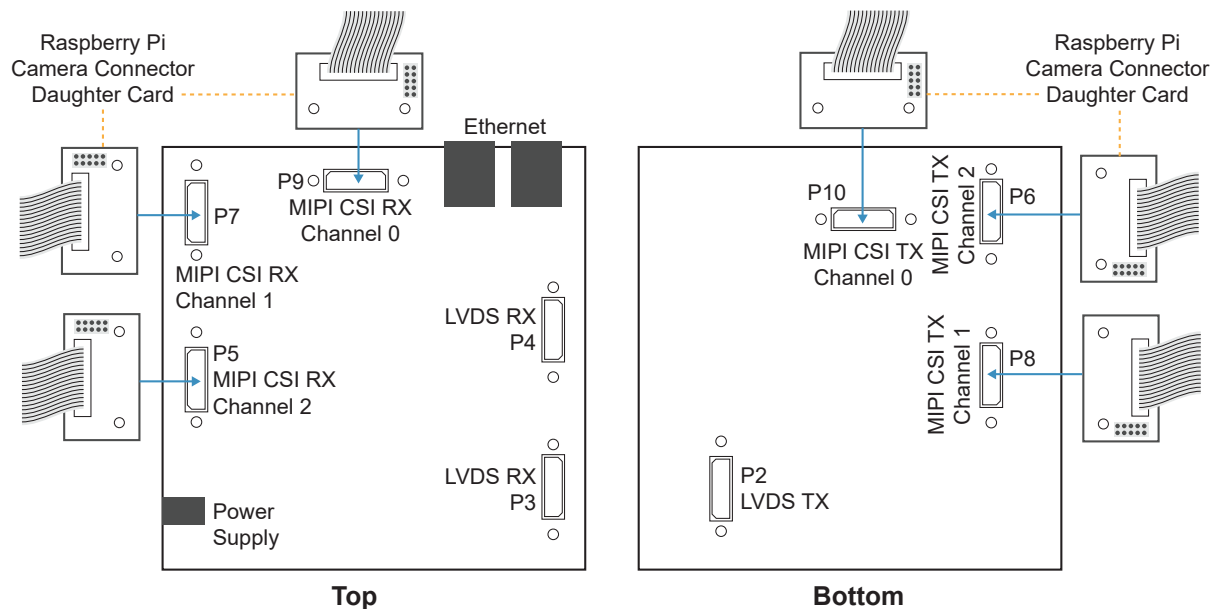 Raspberry Pi
Camera Connector
Daughter Card
Ethernet
P9
MIPI CSI RX
Channel 0
P7
MIPI CSI RX
Channel 1
P5
MIPI CSI RX
Channel 2
LVDS RX
P4
LVDS RX
P3
Power
Supply
Top
Raspberry Pi
Camera Connector
Daughter Card
P10
MIPI CSI TX
Channel 0
MIPI CSI TX
Channel 2
P6
MIPI CSI TX
Channel 1
P8
P2
LVDS TX
Bottom